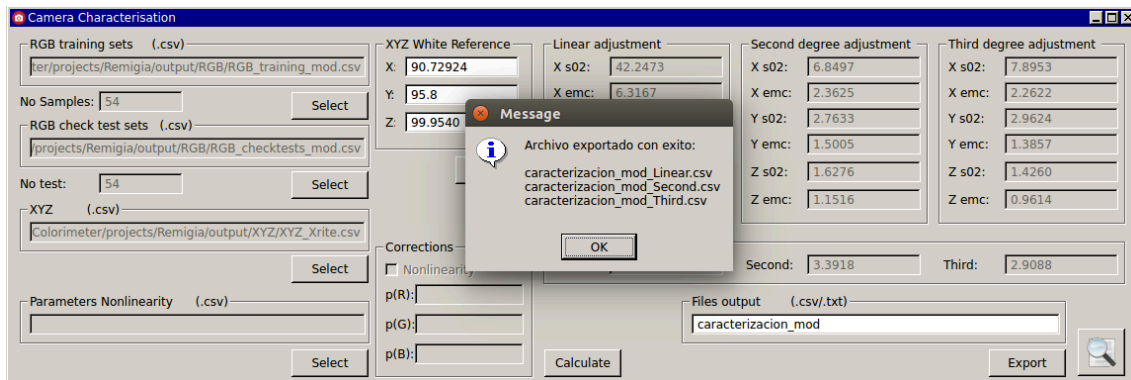 Camera Characterisation
RGB training sets (.csv)
ter/projects/Remigia/output/RGB/RGB_training_mod.csv
No Samples: 54
Select
RGB check test sets (.csv)
/projects/Remigia/output/RGB/RGB_checktests_mod.csv
No test: 54
Select
XYZ (.csv)
Colorimeter/projects/Remigia/output/XYZ/XYZ_Xrite.csv
Select
Parameters Nonlinearity (.csv)
Select
XYZ White Reference
X: 90.72924
Y: 95.8
Z: 99.9540
Corrections
Nonlinearity
p(R):
p(G):
p(B):
Linear adjustment
X s02: 42.2473
X emc: 6.3167
Message
Archivo exportado con exito:
caracterizacion_mod_Linear.csv
caracterizacion_mod_Second.csv
caracterizacion_mod_Third.csv
OK
Second degree adjustment
X s02: 6.8497
X emc: 2.3625
Y s02: 2.7633
Y emc: 1.5005
Z s02: 1.6276
Z emc: 1.1516
Third degree adjustment
X s02: 7.8953
X emc: 2.2622
Y s02: 2.9624
Y emc: 1.3857
Z s02: 1.4260
Z emc: 0.9614
Second: 3.3918
Third: 2.9088
Files output (.csv/.txt)
caracterizacion_mod
Calculate
Export